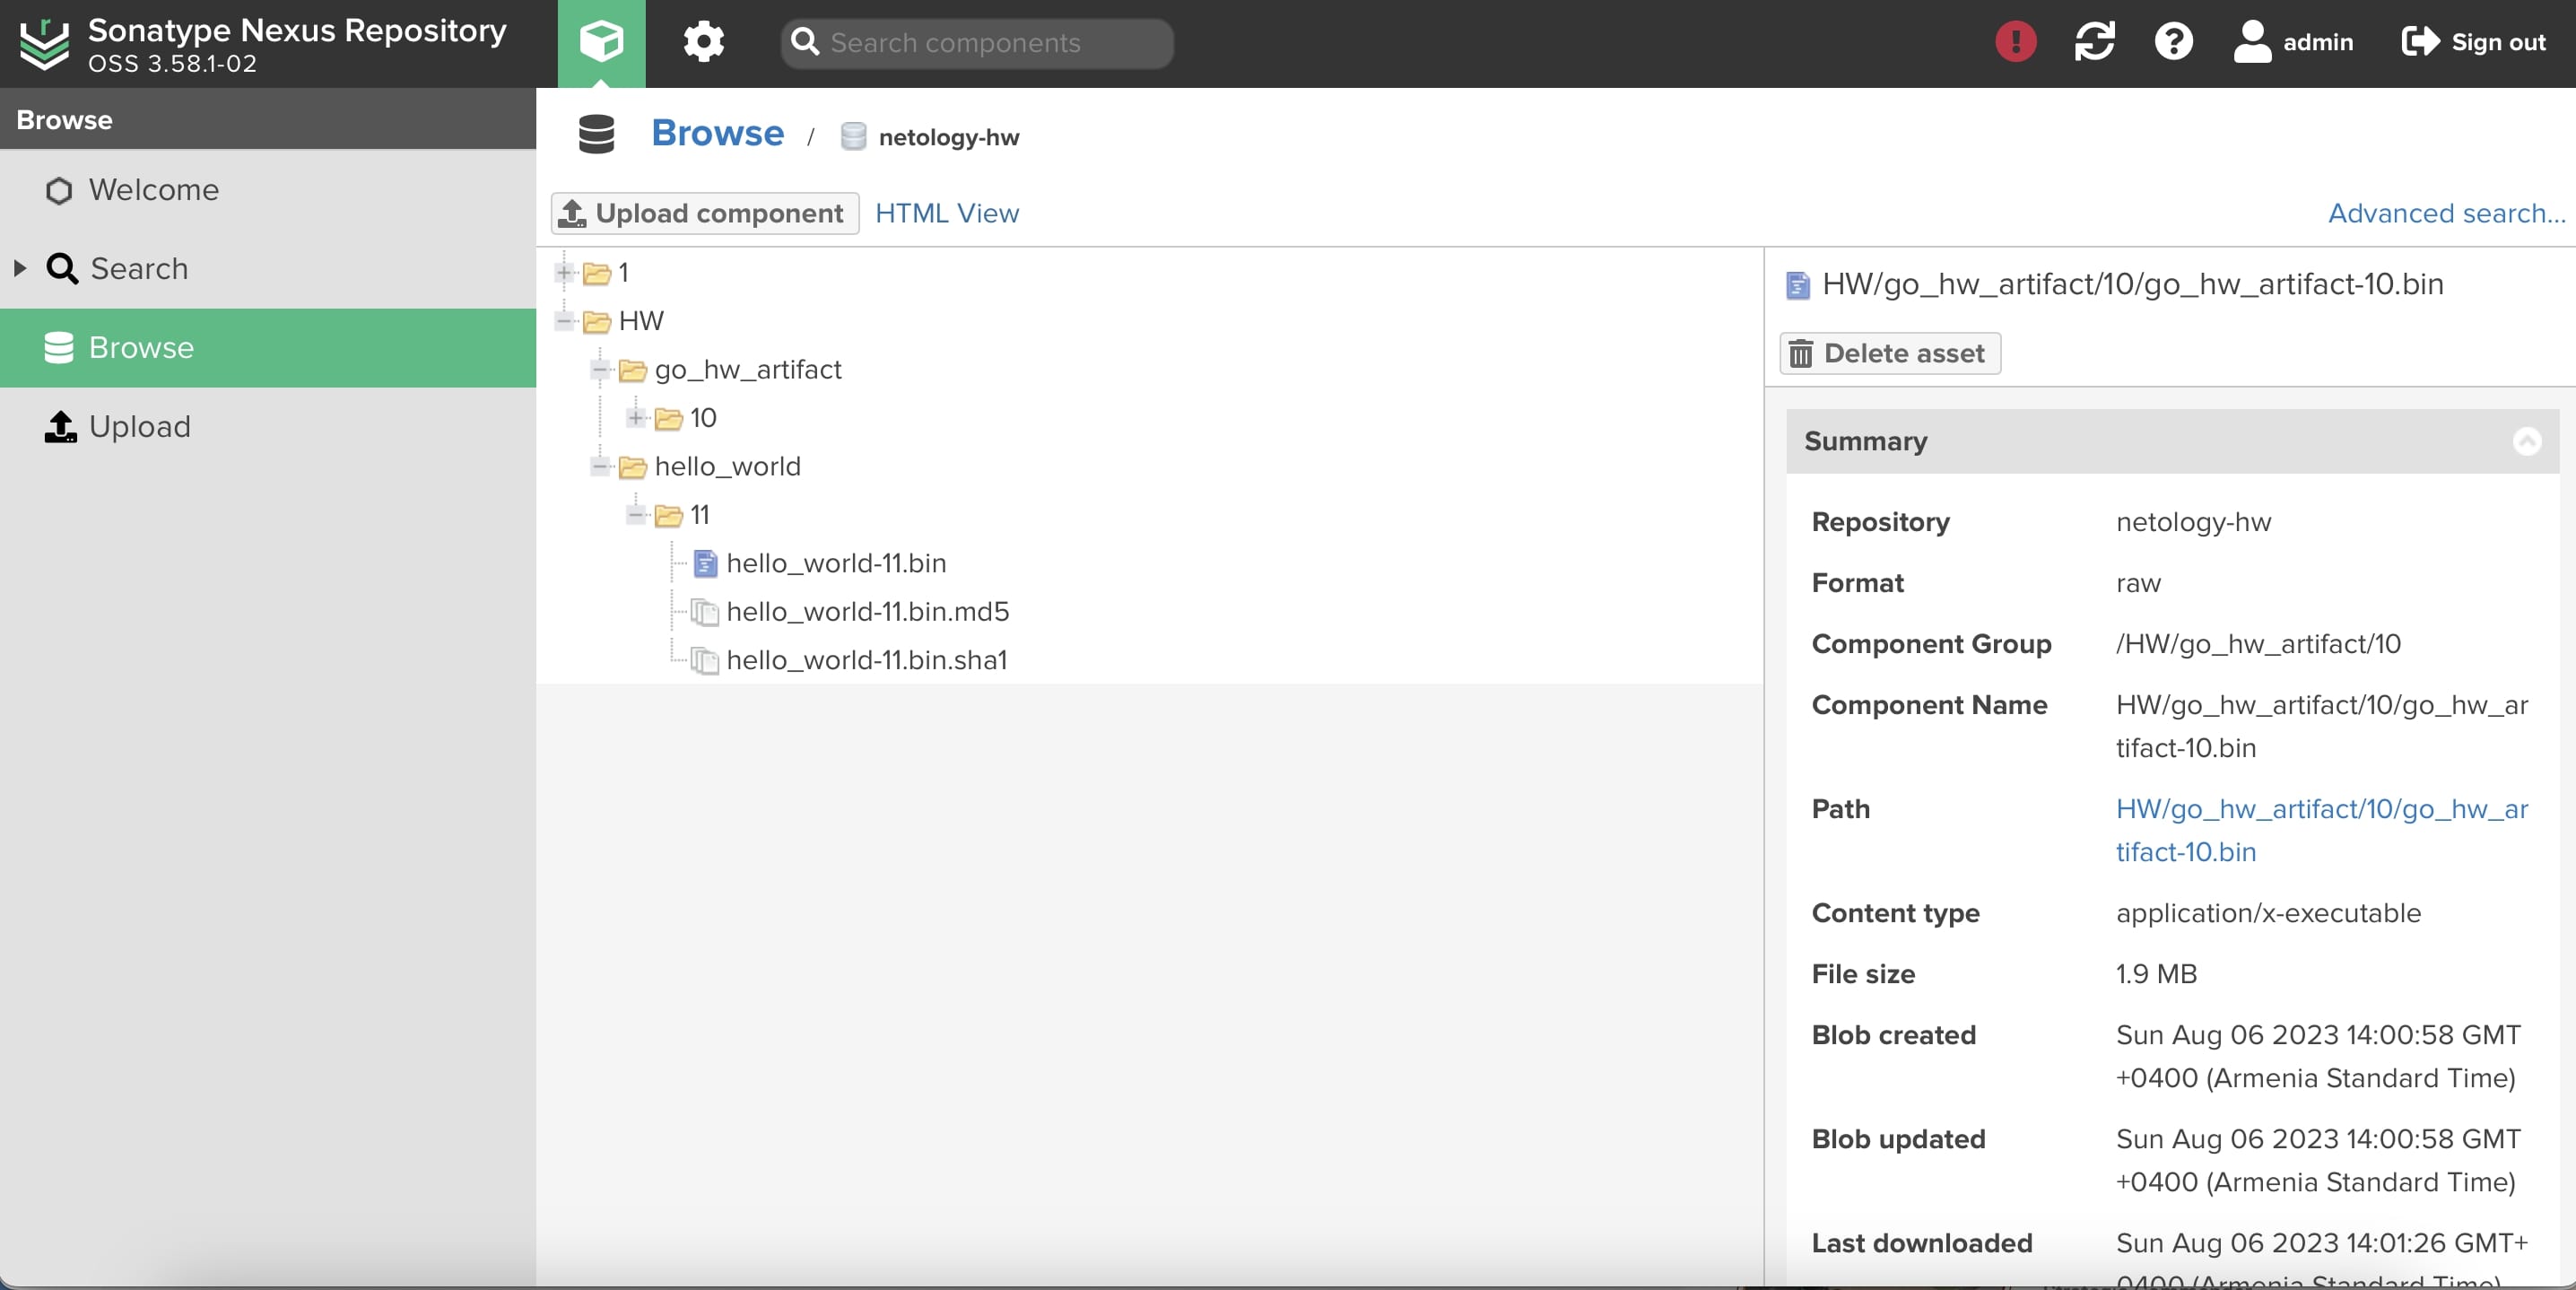 Sonatype Nexus Repository
OSS 3.58.1-02
Search components
admin
Sign out
Browse
Welcome
Search
Browse
Upload
Browse / netology-hw
Upload component
HTML View
Advanced search...
1
HW
go_hw_artifact
10
hello_world
11
hello_world-11.bin
hello_world-11.bin.md5
hello_world-11.bin.sha1
HW/go_hw_artifact/10/go_hw_artifact-10.bin
Delete asset
Summary
Repository netology-hw
Format raw
Component Group /HW/go_hw_artifact/10
Component Name HW/go_hw_artifact/10/go_hw_ar
tifact-10.bin
Path HW/go_hw_artifact/10/go_hw_ar
tifact-10.bin
Content type application/x-executable
File size 1.9 MB
Blob created Sun Aug 06 2023 14:00:58 GMT
+0400 (Armenia Standard Time)
Blob updated Sun Aug 06 2023 14:00:58 GMT
+0400 (Armenia Standard Time)
Last downloaded Sun Aug 06 2023 14:01:26 GMT+
0400 (Armenia Standard Time)